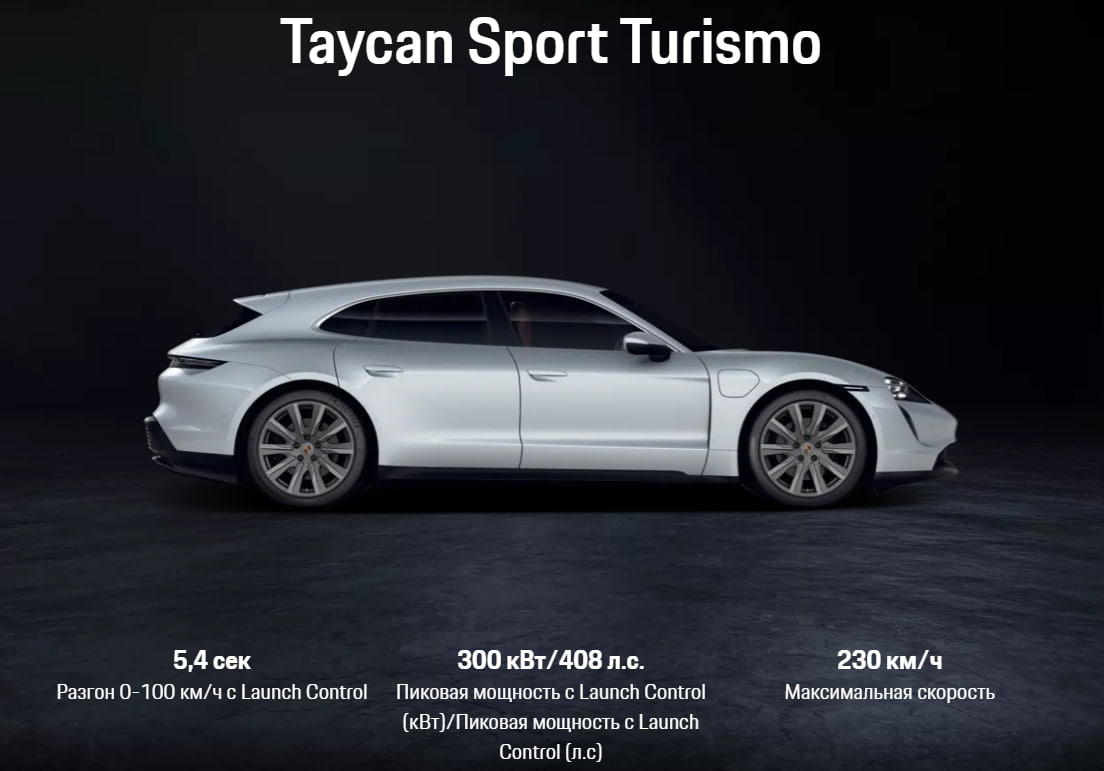 Taycan Sport Turismo
5,4 сек
Разгон 0-100 км/ч с Launch Control
300 кВт/408 л.с.
Пиковая мощность с Launch Control
(кВт)/Пиковая мощность с Launch
Control (л.с)
230 км/ч
Максимальная скорость